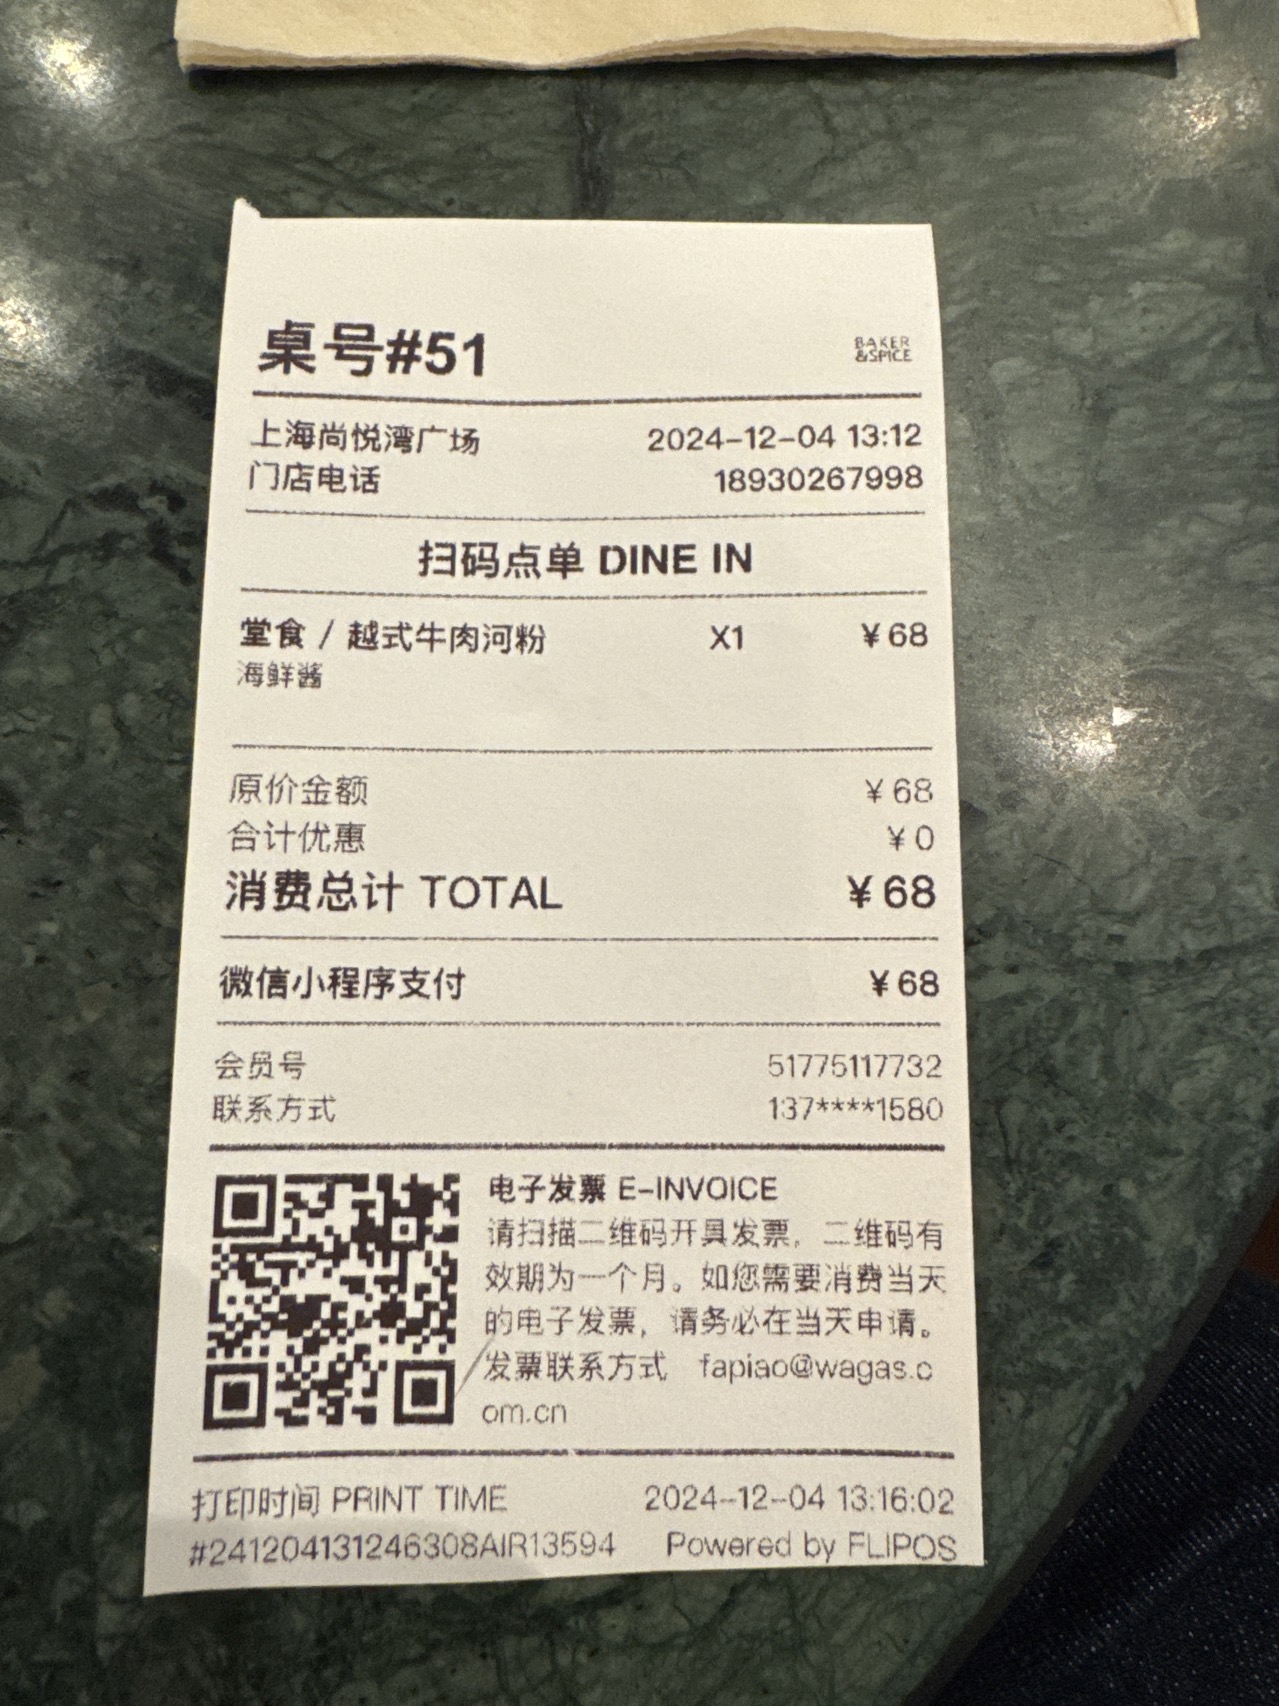 桌号#51
BAKER
&SPICE
上海尚悦湾广场 2024-12-04 13:12
门店电话 18930267998
扫码点单 DINE IN
堂食 / 越式牛肉河粉 X1 ¥68
海鲜酱
原价金额 ¥68
合计优惠 ¥0
消费总计 TOTAL ¥68
微信小程序支付 ¥68
会员号 51775117732
联系方式 137****1580
电子发票 E-INVOICE
请扫描二维码开具发票，二维码有
效期为一个月。如您需要消费当天
的电子发票，请务必在当天申请。
发票联系方式 fapiao@wagas.c
om.cn
打印时间 PRINT TIME 2024-12-04 13:16:02
#241204131246308AIR13594 Powered by FLIPOS